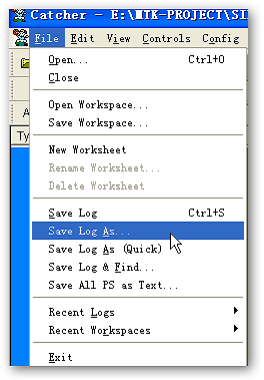 Catcher - E:\MTK-PROJECT\SI
File Edit View Controls Config
Open... Ctrl+O
Close
Open Workspace...
Save Workspace...
New Worksheet
Rename Worksheet...
Delete Worksheet
Save Log Ctrl+S
Save Log As...
Save Log As (Quick)
Save Log & Find...
Save All PS as Text...
Recent Logs
Recent Workspaces
Exit